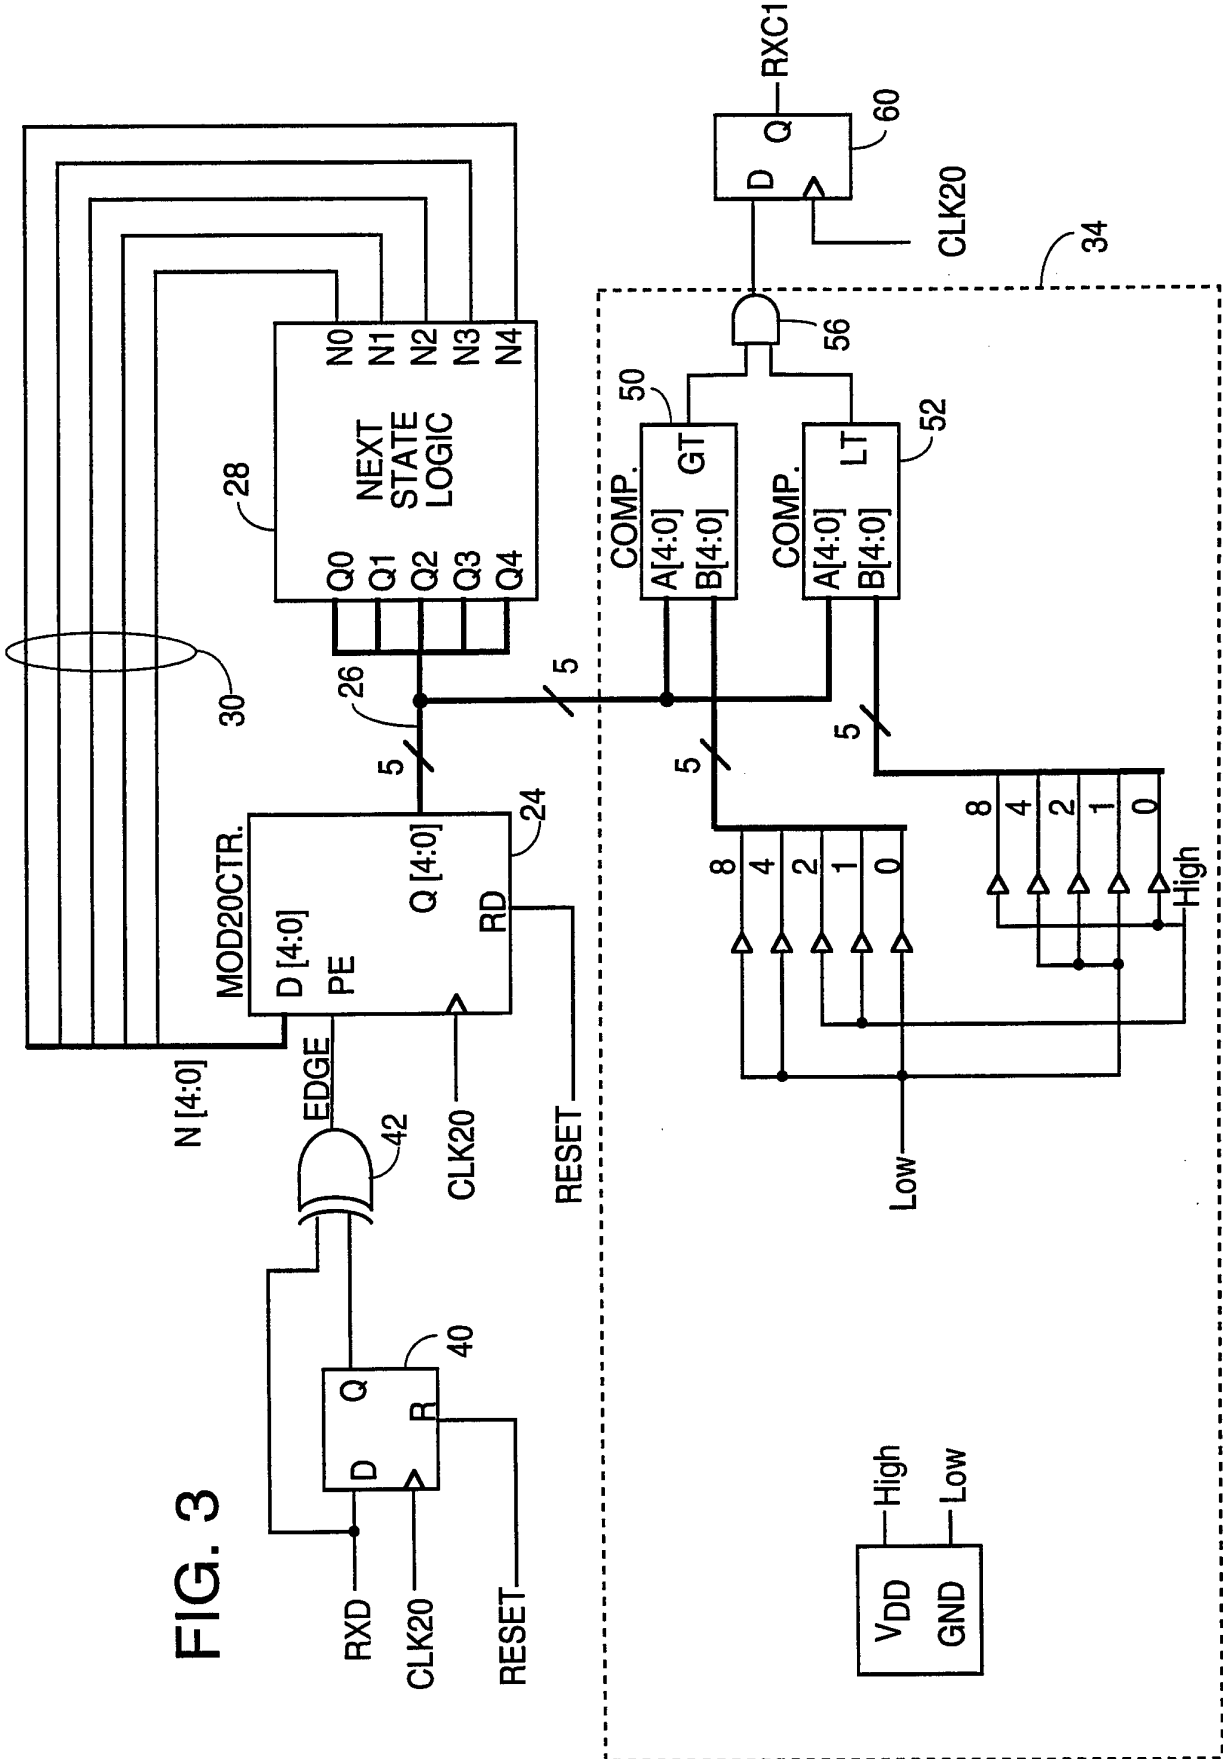 FIG. 3
RXD
CLK20
RESET
D
Q
R
40
42
EDGE
N [4:0]
MOD20CTR.
D [4:0]
PE
Q [4:0]
RD
24
CLK20
RESET
5
26
30
28
Q0
Q1
Q2
Q3
Q4
NEXT
STATE
LOGIC
N0
N1
N2
N3
N4
5
COMP.
A[4:0]
B[4:0]
GT
50
COMP.
A[4:0]
B[4:0]
LT
52
56
D
Q
RXC1
60
CLK20
34
5
8
4
2
1
0
Low
5
8
4
2
1
0
High
VDD
GND
High
Low